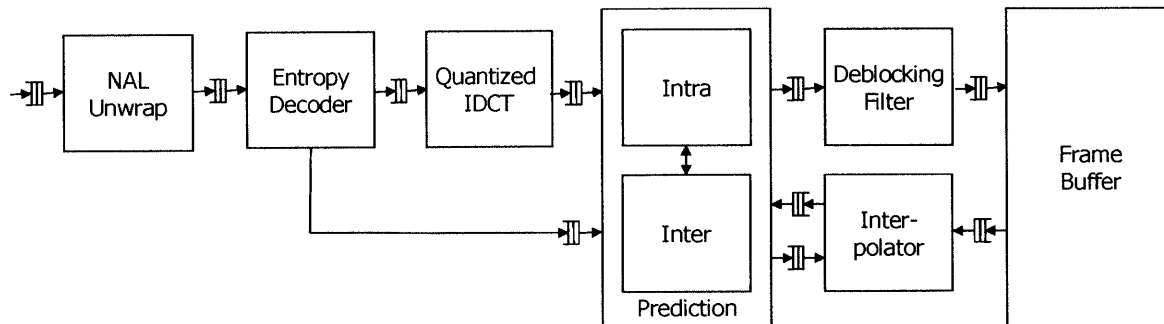 NAL
Unwrap
Entropy
Decoder
Quantized
IDCT
Intra
Inter
Prediction
Deblocking
Filter
Inter-
polator
Frame
Buffer